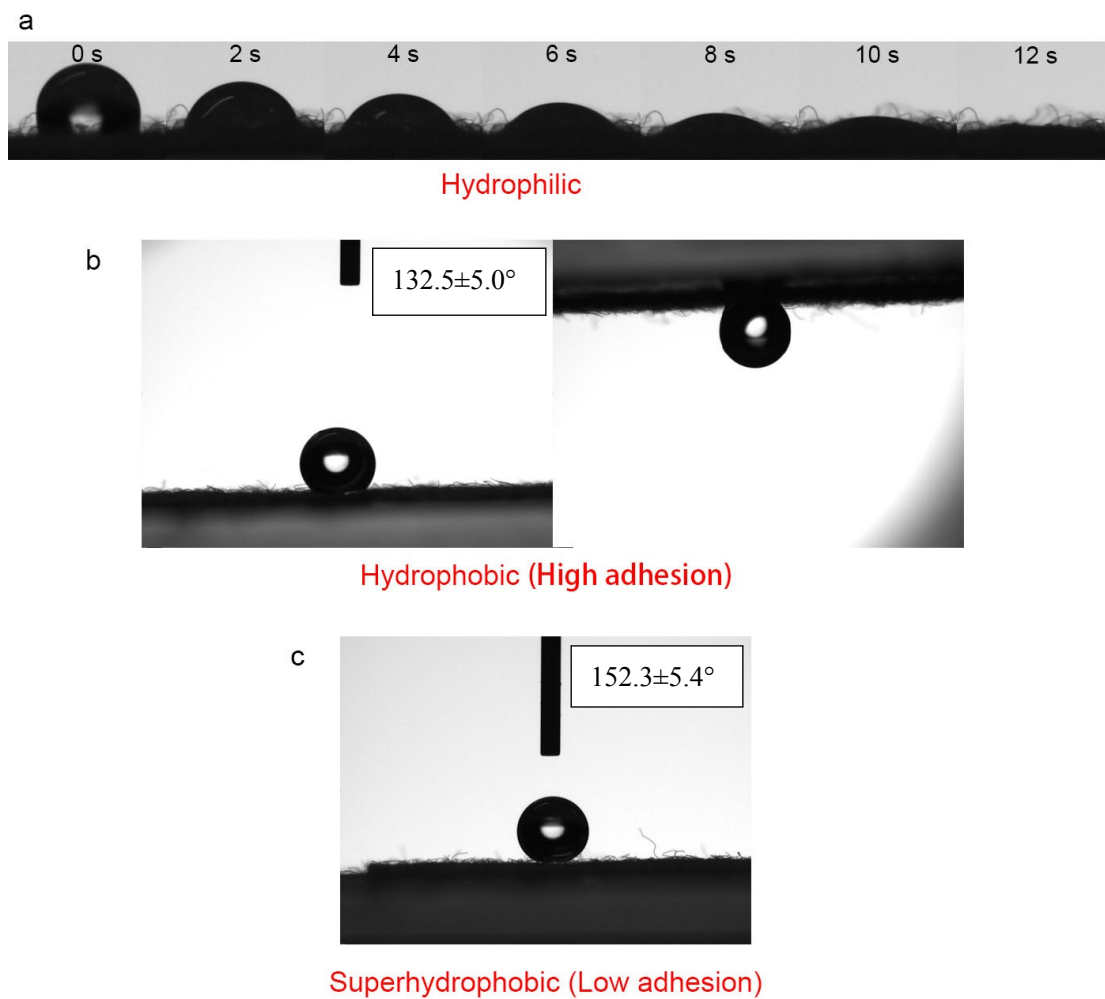 a
0 s 2 s 4 s 6 s 8 s 10 s 12 s
Hydrophilic
b
132.5±5.0°
Hydrophobic (High adhesion)
c
152.3±5.4°
Superhydrophobic (Low adhesion)